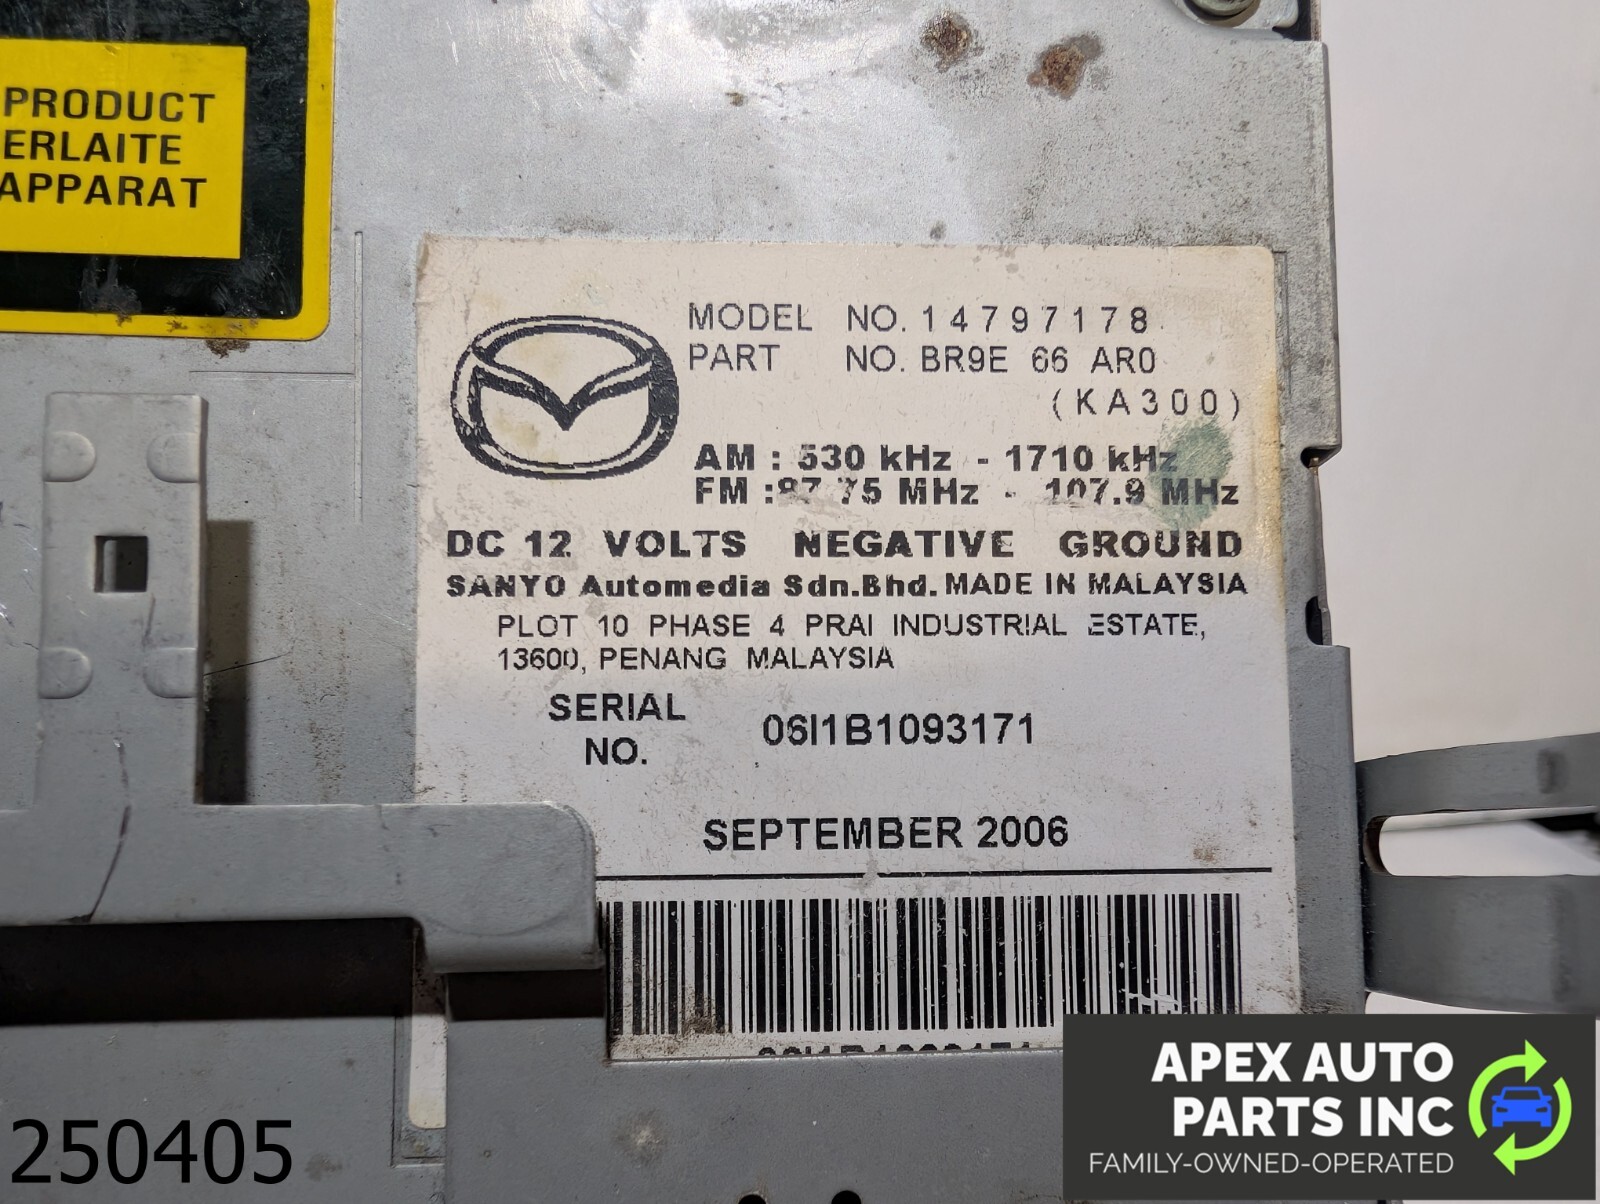 PRODUCT
ERLAITE
APPARAT
MODEL NO. 14797178
PART NO. BR9E 66 AR0
(KA300)
AM : 530 kHz - 1710 kHz
FM : 87.75 MHz - 107.9 MHz
DC 12 VOLTS NEGATIVE GROUND
SANYO Automedia Sdn.Bhd. MADE IN MALAYSIA
PLOT 10 PHASE 4 PRAI INDUSTRIAL ESTATE,
13600, PENANG MALAYSIA
SERIAL NO. 06I1B1093171
SEPTEMBER 2006
250405
APEX AUTO
PARTS INC
FAMILY-OWNED-OPERATED